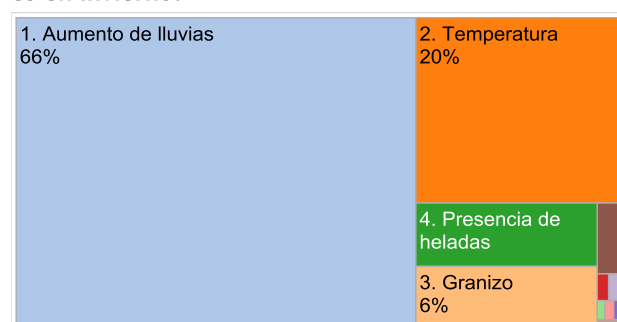 1. Aumento de lluvias
66%
2. Temperatura
20%
4. Presencia de
heladas
3. Granizo
6%